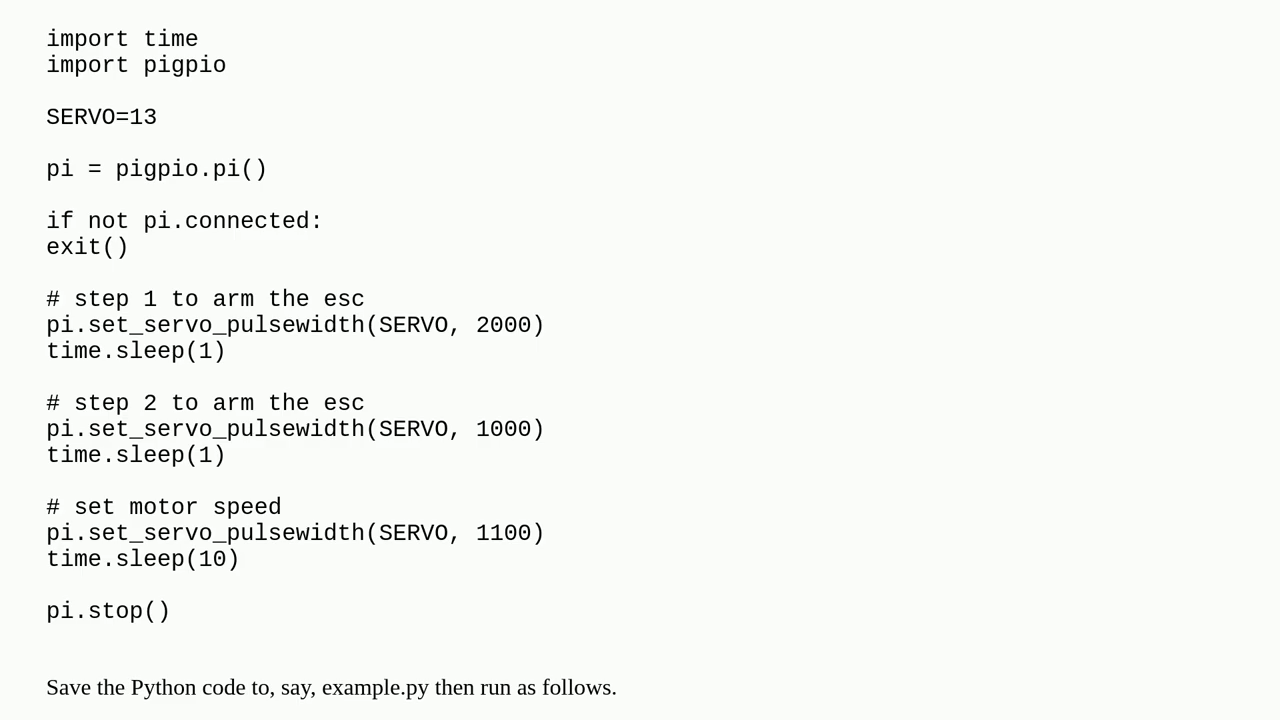 import time
import pigpio
SERVO=13
pi = pigpio.pi()
if not pi.connected:
exit()
# step 1 to arm the esc
pi.set_servo_pulsewidth(SERVO, 2000)
time.sleep(1)
# step 2 to arm the esc
pi.set_servo_pulsewidth(SERVO, 1000)
time.sleep(1)
# set motor speed
pi.set_servo_pulsewidth(SERVO, 1100)
time.sleep(10)
pi.stop()
Save the Python code to, say, example.py then run as follows.